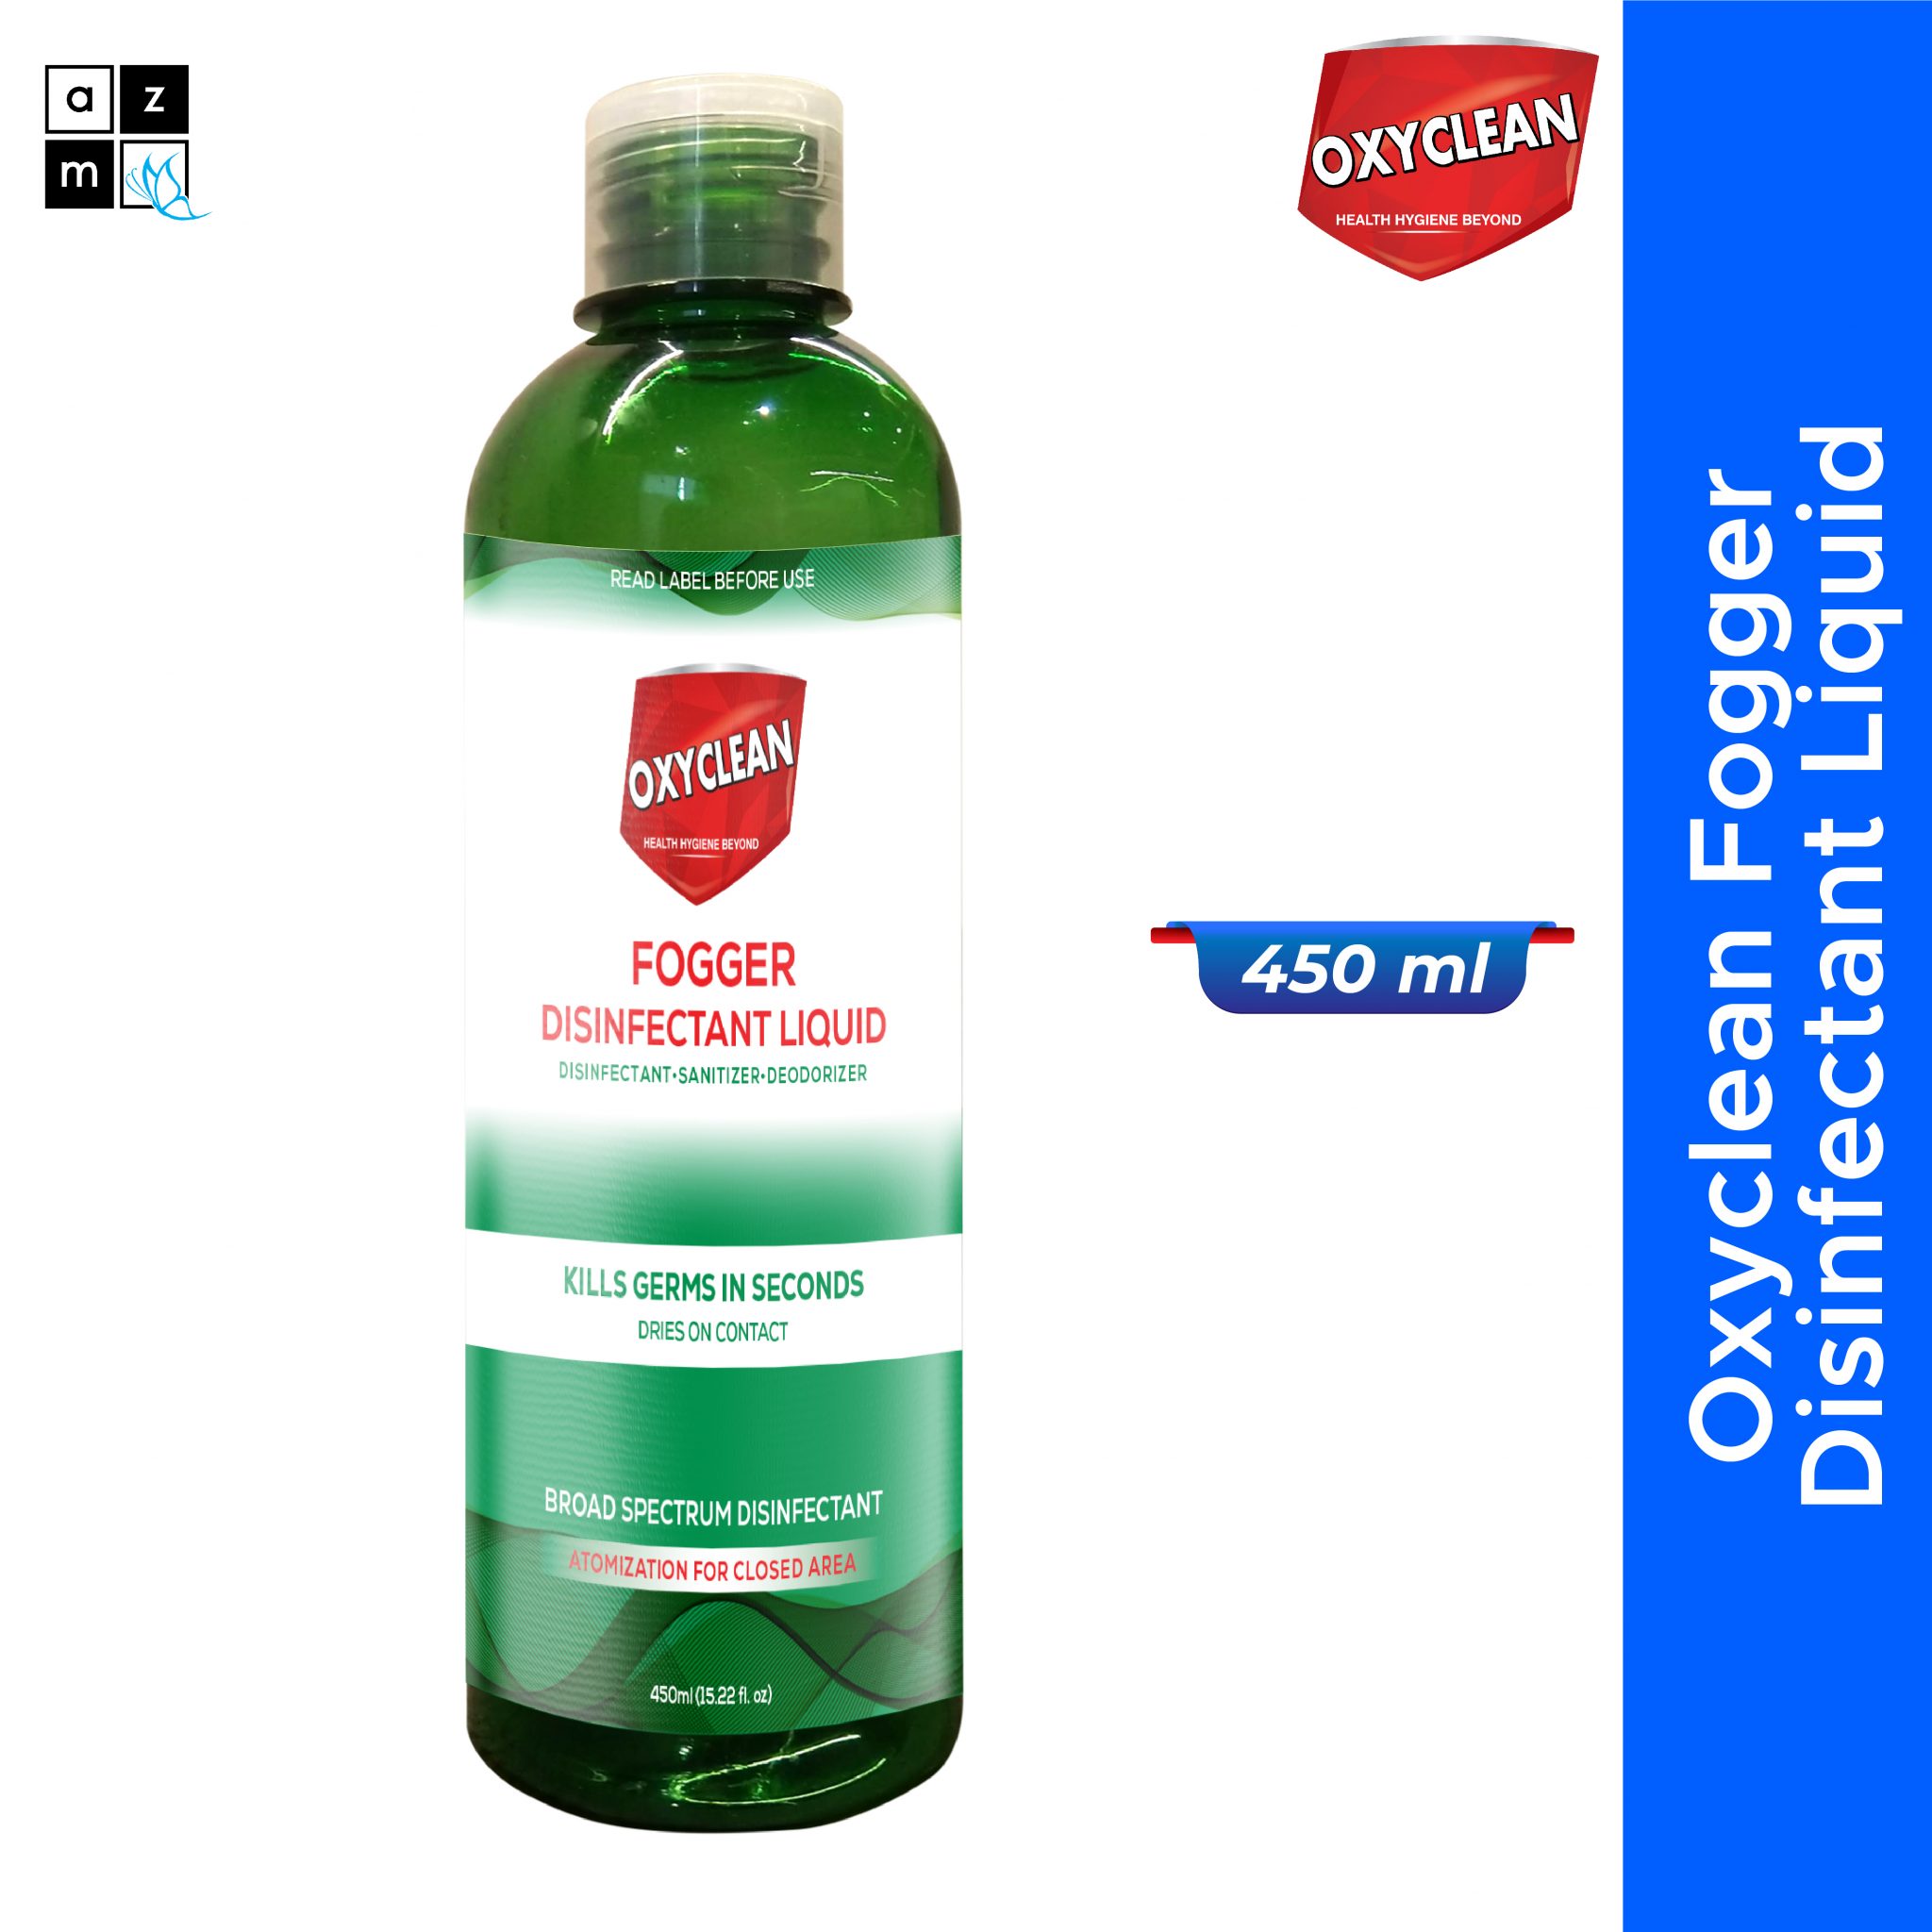 a z
m
OXYCLEAN
HEALTH HYGIENE BEYOND
READ LABEL BEFORE USE
OXYCLEAN
HEALTH HYGIENE BEYOND
FOGGER
DISINFECTANT LIQUID
DISINFECTANT•SANITIZER•DEODORIZER
KILLS GERMS IN SECONDS
DRIES ON CONTACT
BROAD SPECTRUM DISINFECTANT
ATOMIZATION FOR CLOSED AREA
450ml (15.22 fl. oz)
450 ml
Oxyclean Fogger
Disinfectant Liquid